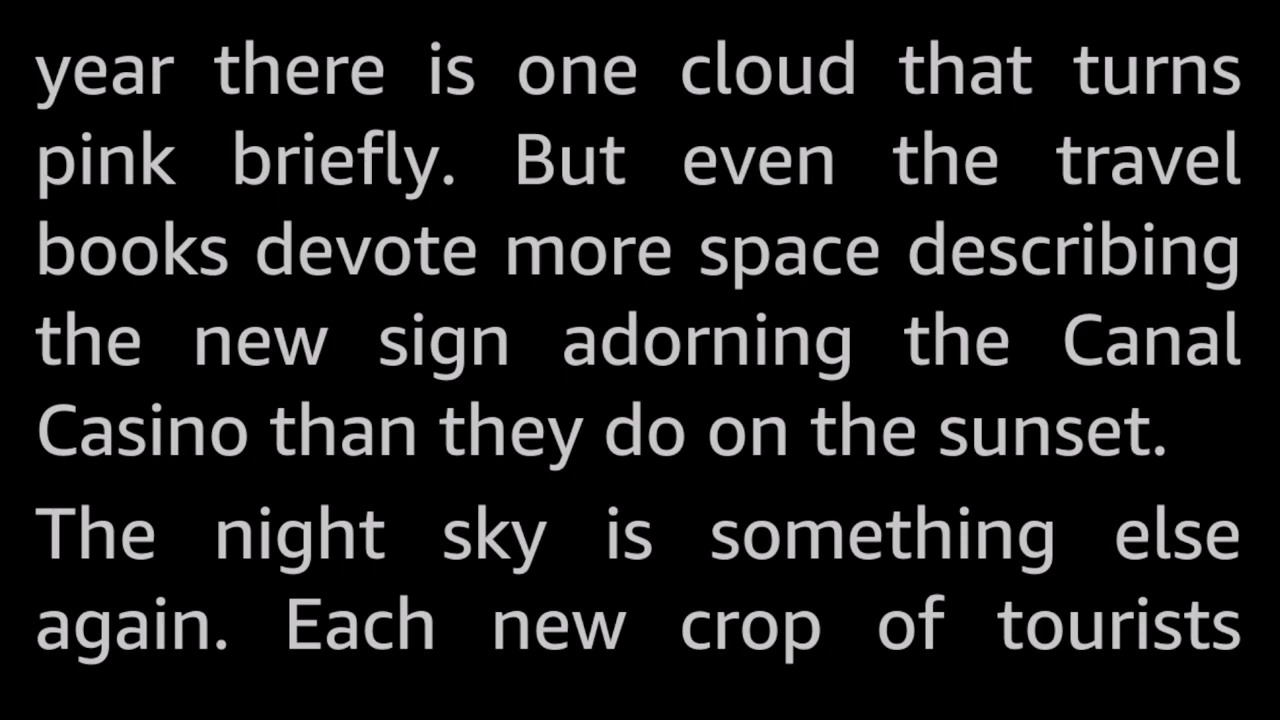 year there is one cloud that turns
pink briefly. But even the travel
books devote more space describing
the new sign adorning the Canal
Casino than they do on the sunset.
The night sky is something else
again. Each new crop of tourists